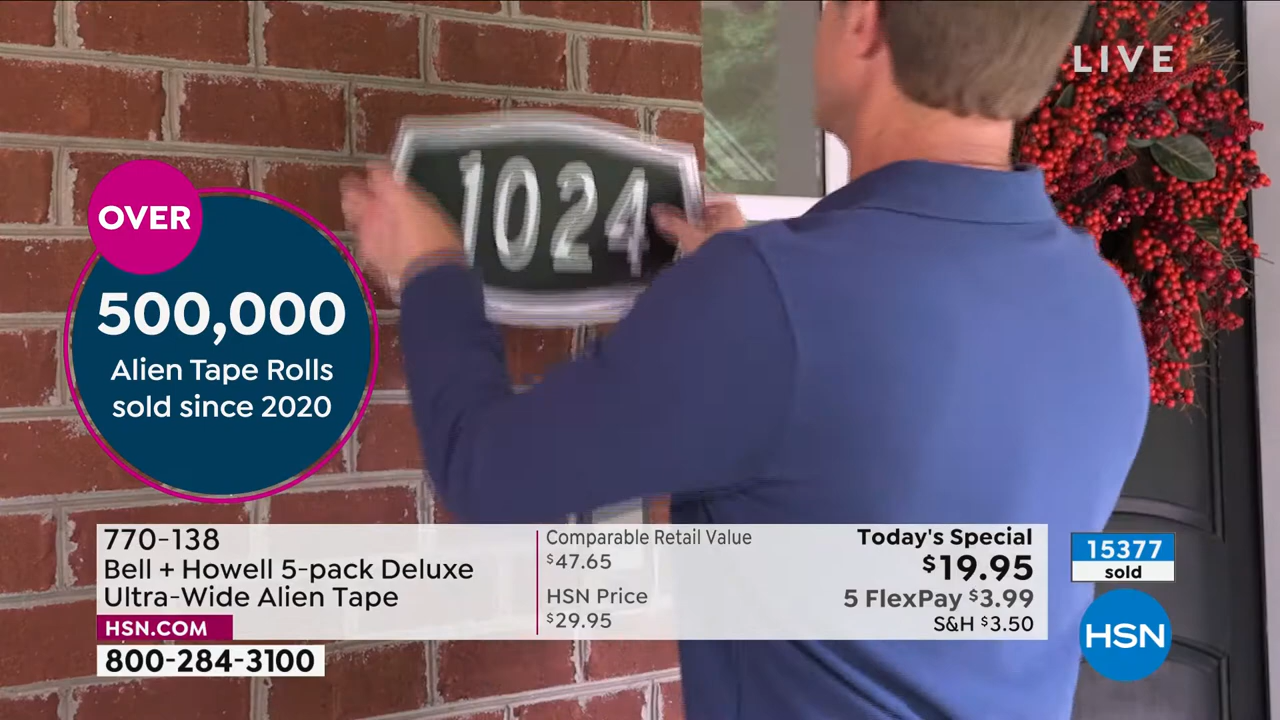 LIVE
1024
OVER
500,000
Alien Tape Rolls
sold since 2020
770-138
Bell + Howell 5-pack Deluxe
Ultra-Wide Alien Tape
HSN.COM
800-284-3100
Comparable Retail Value
$47.65
HSN Price
$29.95
Today's Special
$19.95
5 FlexPay $3.99
S&H $3.50
15377
sold
HSN